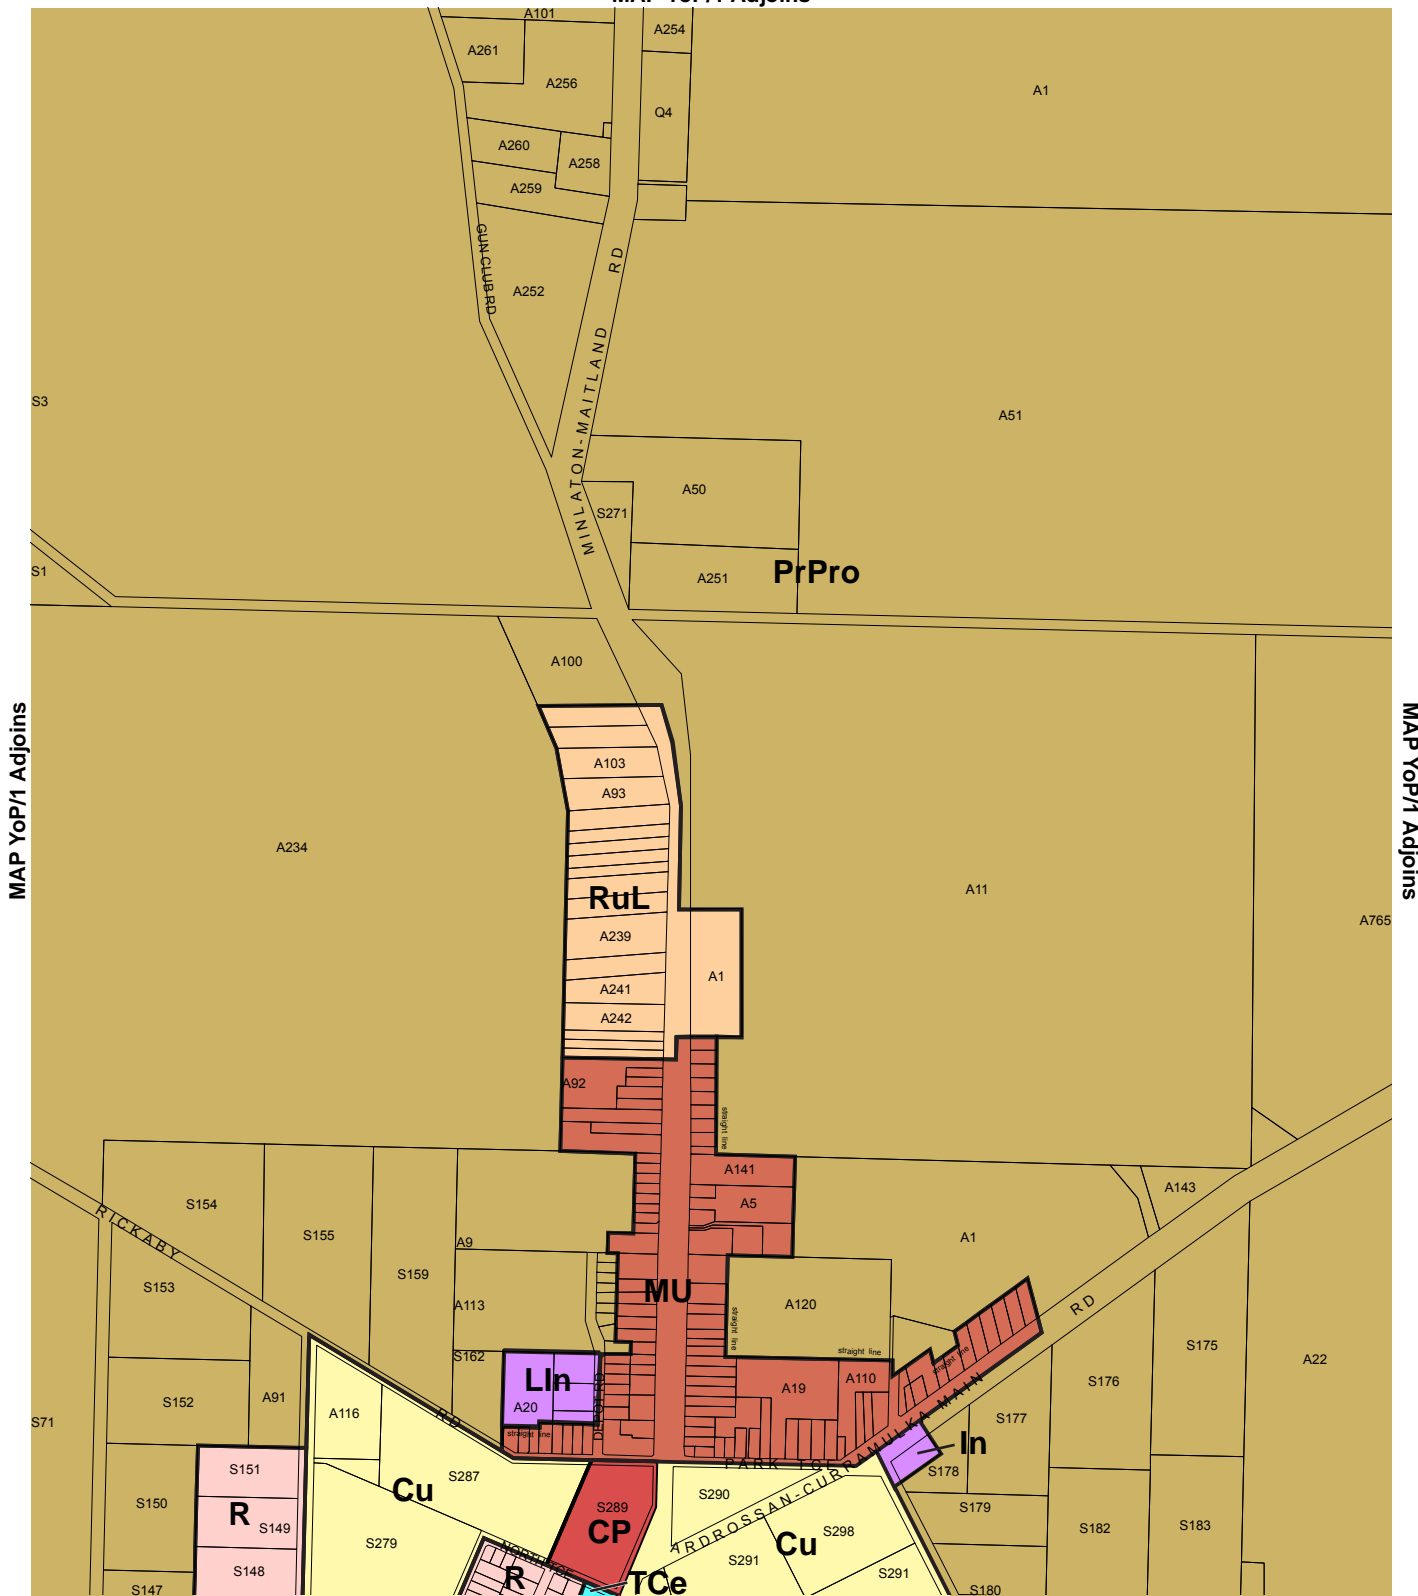 A101
A254
A261
A256
A1
Q4
A260
A258
A259
GUN CLUB RD
RD
A252
MINLATON-MAITLAND
S3
A51
A50
S271
PrPro
S1
A251
A100
MAP YoP/1 Adjoins
MAP YoP/1 Adjoins
A103
A93
A234
RuL
A11
A765
A239
A1
A241
A242
A92
straight line
A141
A143
S154
A5
RICKABY
S155
A9
A1
S159
S153
MU
A113
A120
RD
straight line
S175
S162
straight line
A22
straight line
LIn
A20
A19
A110
S176
S152
A91
A116
RD
S71
S177
straight line
PARK TCE
In
S151
S287
S178
Cu
S290
S150
R
S149
S289
CP
ARDROSSAN-CURRAMULKA MAIN
S179
S298
Cu
S182
S183
S279
NORTH TCE
S291
S148
R
TCe
S291
S147
S180